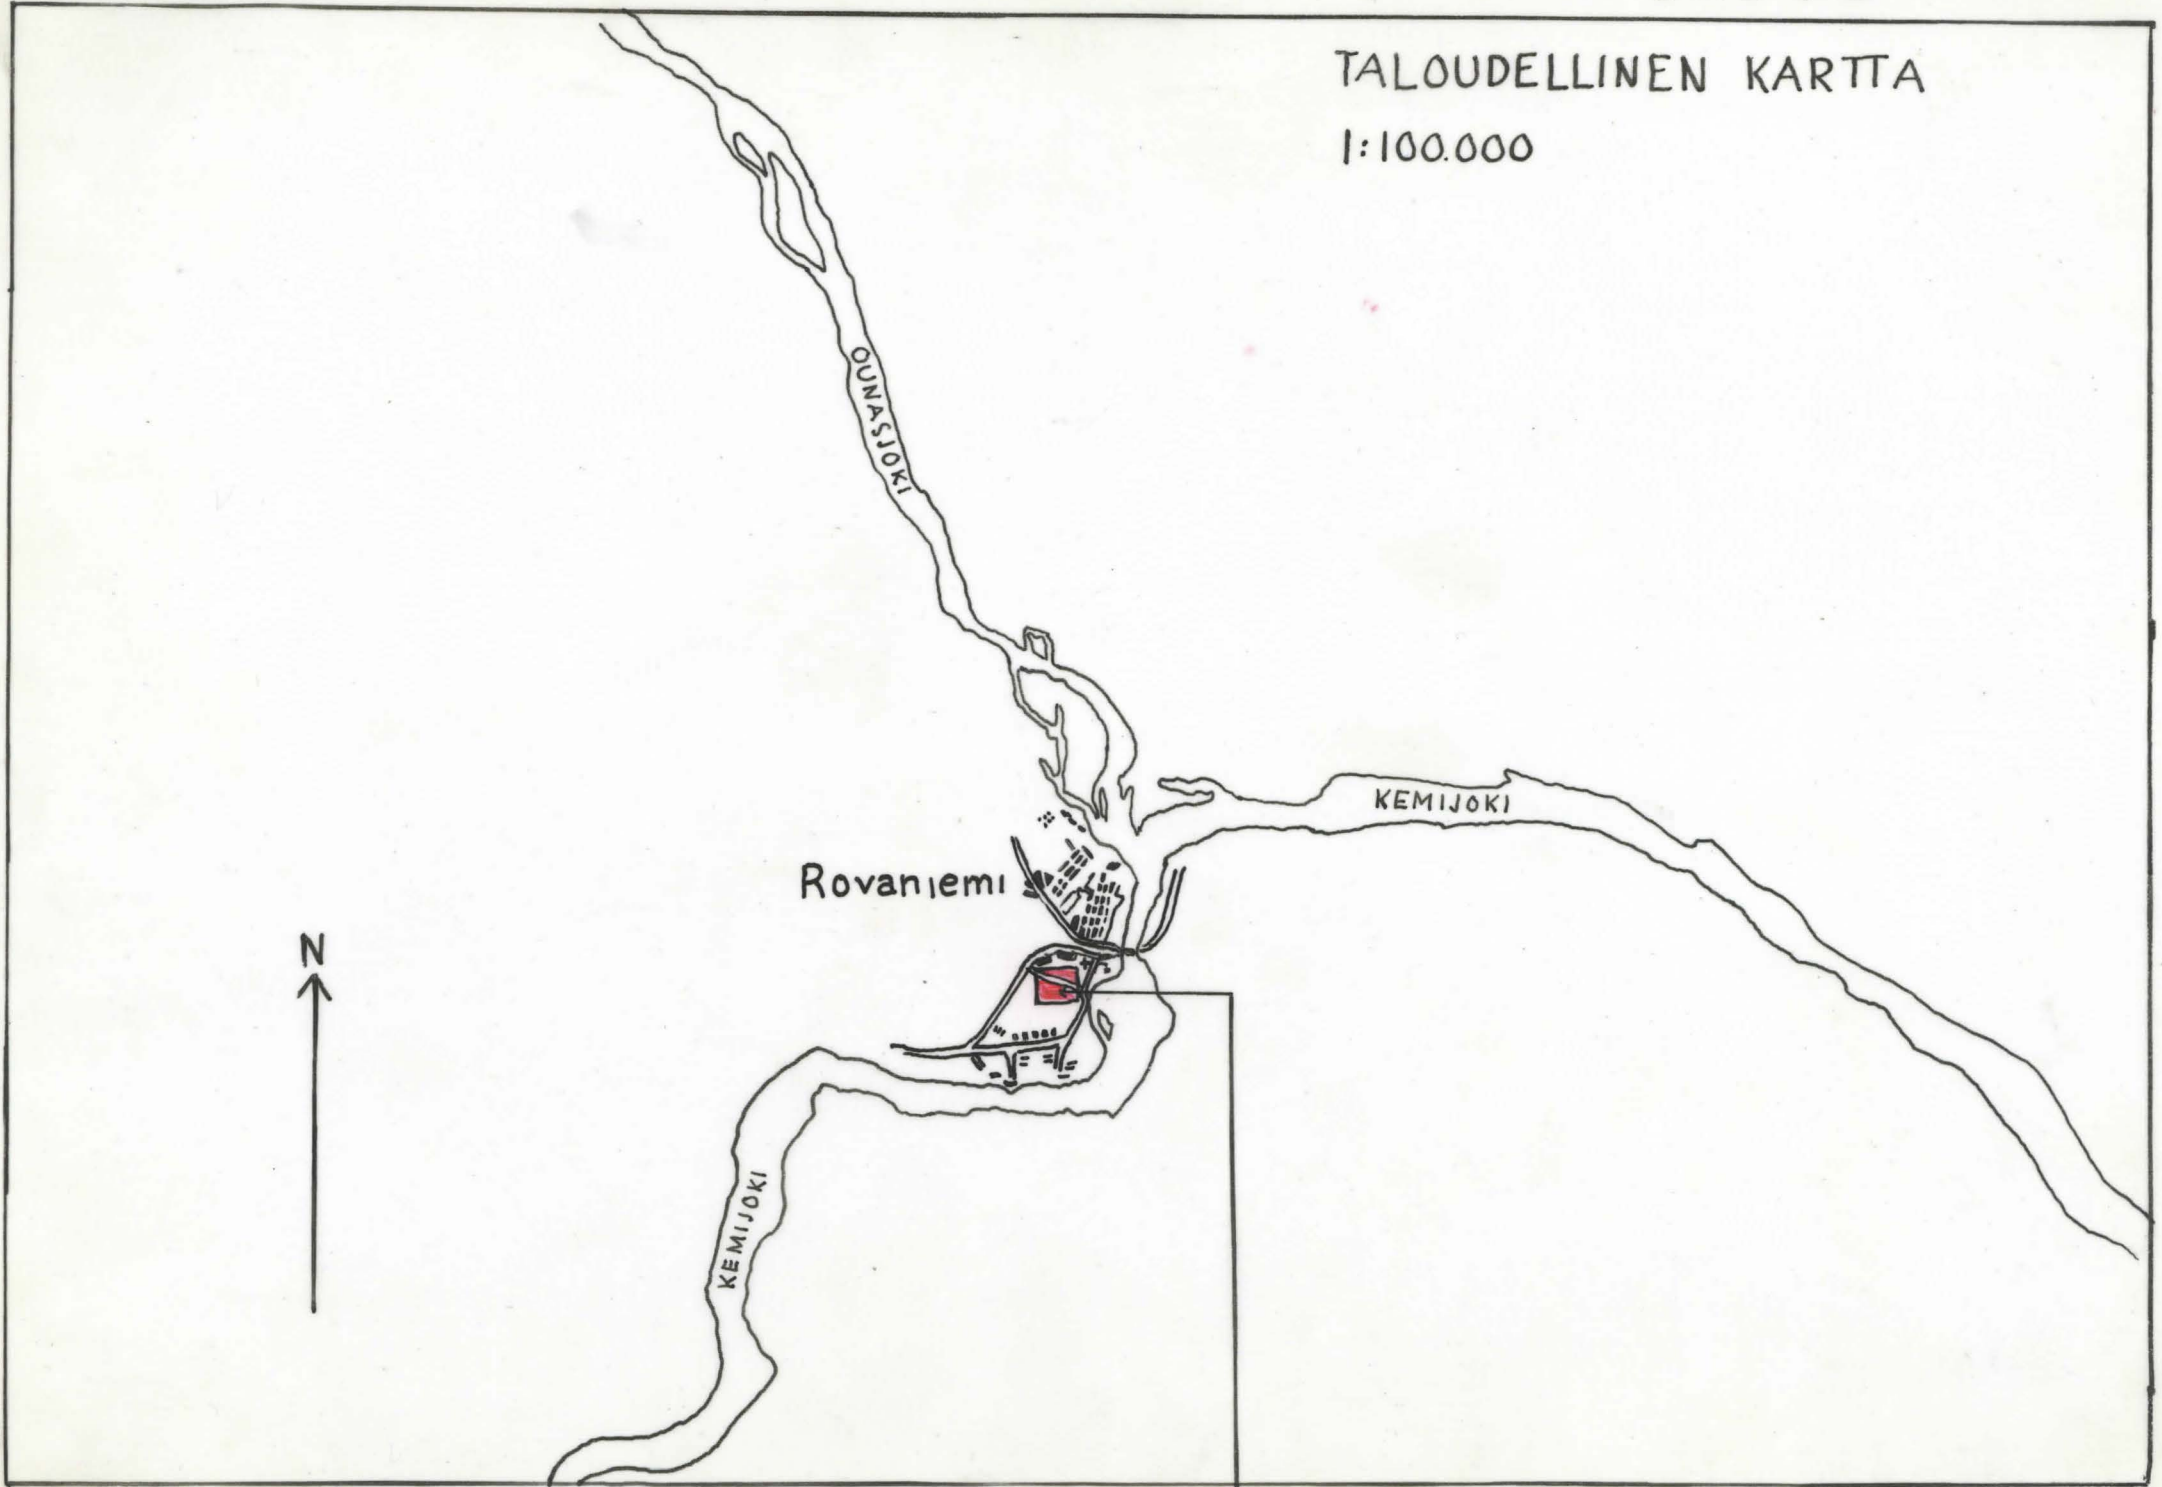 TALOUDELLINEN KARTTA
1:100.000
OUNASJOKI
KEMIJOKI
Rovaniemi
N
KEMIJOKI